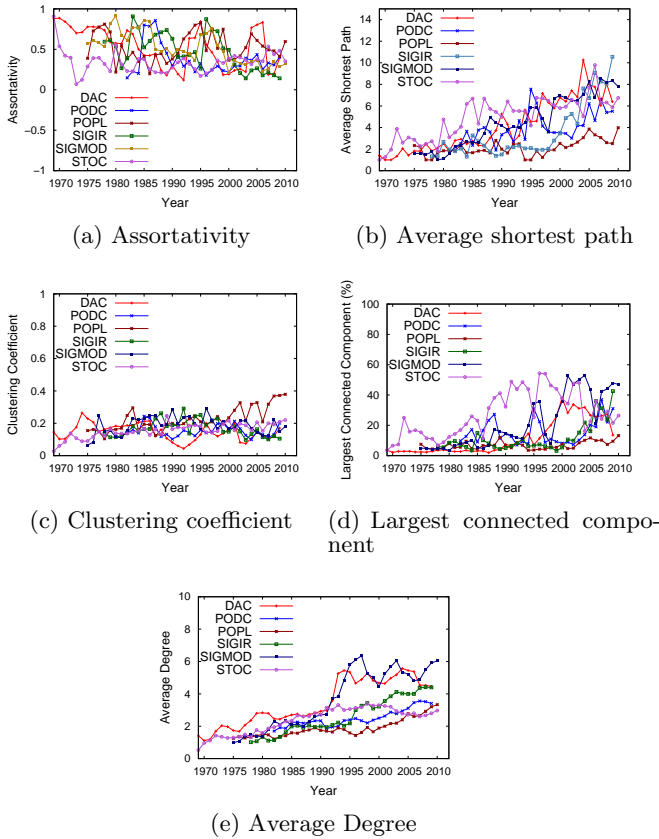 1
0.5
0
−0.5
−1
Assortativity
DAC
PODC
POPL
SIGIR
SIGMOD
STOC
1970 1975 1980 1985 1990 1995 2000 2005 2010
Year
(a) Assortativity
14
12
10
8
6
4
2
0
Average Shortest Path
DAC
PODC
POPL
SIGIR
SIGMOD
STOC
1970 1975 1980 1985 1990 1995 2000 2005 2010
Year
(b) Average shortest path
1
0.8
0.6
0.4
0.2
0
Clustering Coefficient
DAC
PODC
POPL
SIGIR
SIGMOD
STOC
1970 1975 1980 1985 1990 1995 2000 2005 2010
Year
(c) Clustering coefficient
100
80
60
40
20
0
Largest Connected Component (%)
DAC
PODC
POPL
SIGIR
SIGMOD
STOC
1970 1975 1980 1985 1990 1995 2000 2005 2010
Year
(d) Largest connected compo-
nent
10
8
6
4
2
0
Average Degree
DAC
PODC
POPL
SIGIR
SIGMOD
STOC
1970 1975 1980 1985 1990 1995 2000 2005 2010
Year
(e) Average Degree